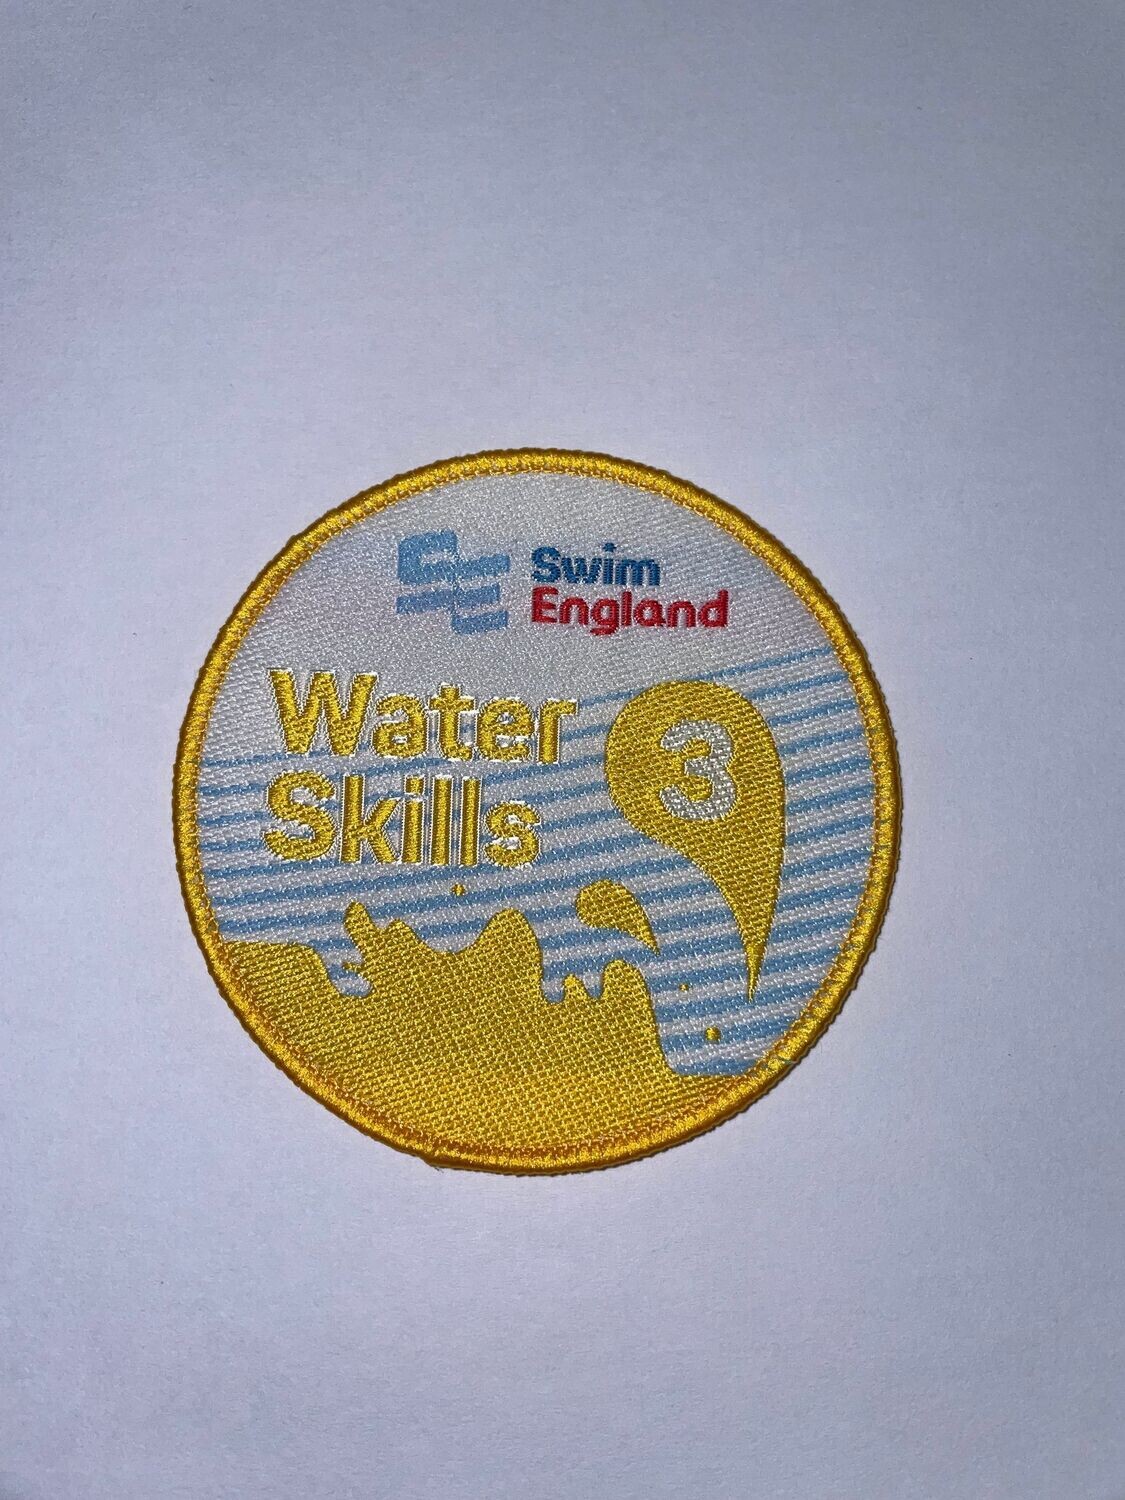 Swim
England
Water
Skills
3